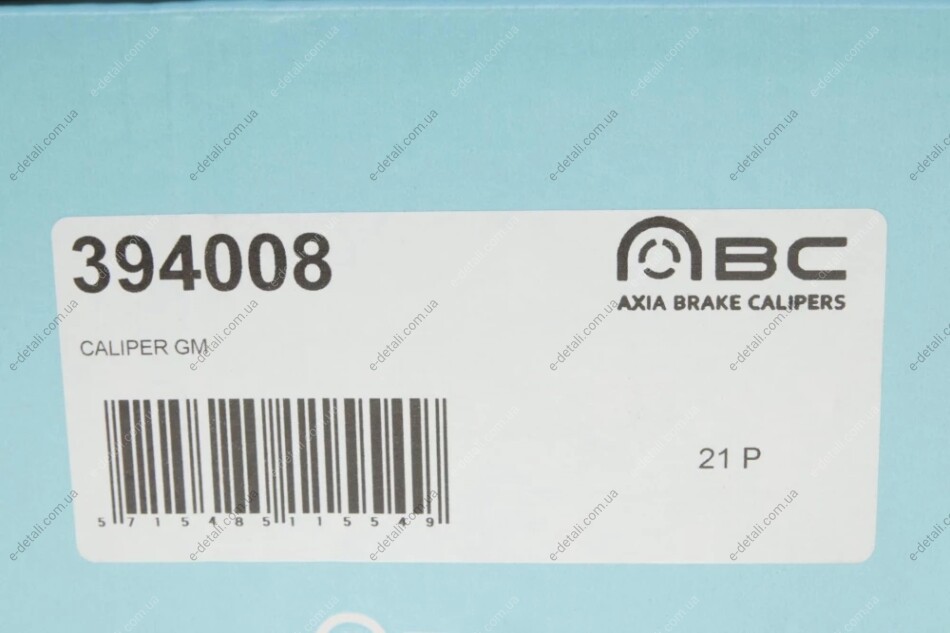 394008
ABC
AXIA BRAKE CALIPERS
CALIPER GM
21 P
5 715485 115549
e-detali.com.ua